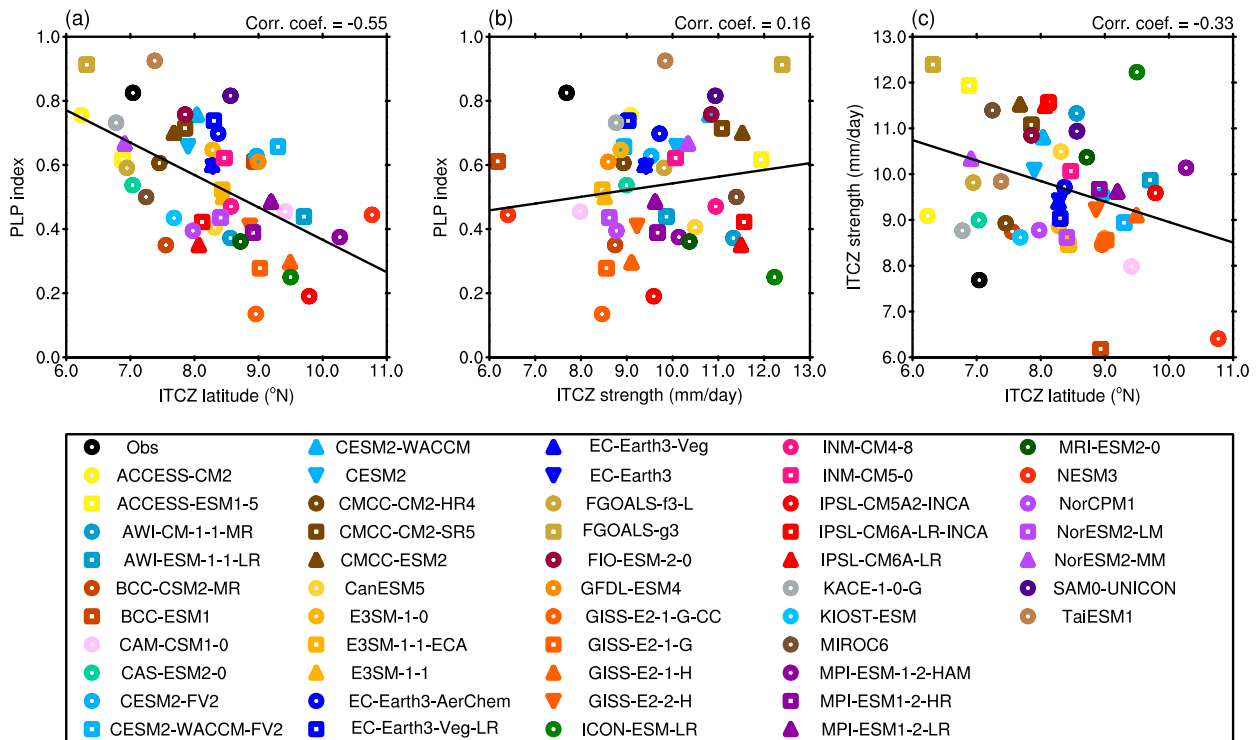 (a) Corr. coef. = -0.55
1.0
0.8
0.6
0.4
0.2
0.0
PLP index
6.0 7.0 8.0 9.0 10.0 11.0
ITCZ latitude (°N)
(b) Corr. coef. = 0.16
1.0
0.8
0.6
0.4
0.2
0.0
PLP index
6.0 7.0 8.0 9.0 10.0 11.0 12.0 13.0
ITCZ strength (mm/day)
(c) Corr. coef. = -0.33
13.0
12.0
11.0
10.0
9.0
8.0
7.0
6.0
ITCZ strength (mm/day)
6.0 7.0 8.0 9.0 10.0 11.0
ITCZ latitude (°N)
Obs
ACCESS-CM2
ACCESS-ESM1-5
AWI-CM-1-1-MR
AWI-ESM-1-1-LR
BCC-CSM2-MR
BCC-ESM1
CAM-CSM1-0
CAS-ESM2-0
CESM2-FV2
CESM2-WACCM-FV2
CESM2-WACCM
CESM2
CMCC-CM2-HR4
CMCC-CM2-SR5
CMCC-ESM2
CanESM5
E3SM-1-0
E3SM-1-1-ECA
E3SM-1-1
EC-Earth3-AerChem
EC-Earth3-Veg-LR
EC-Earth3-Veg
EC-Earth3
FGOALS-f3-L
FGOALS-g3
FIO-ESM-2-0
GFDL-ESM4
GISS-E2-1-G-CC
GISS-E2-1-G
GISS-E2-1-H
GISS-E2-2-H
ICON-ESM-LR
INM-CM4-8
INM-CM5-0
IPSL-CM5A2-INCA
IPSL-CM6A-LR-INCA
IPSL-CM6A-LR
KACE-1-0-G
KIOST-ESM
MIROC6
MPI-ESM-1-2-HAM
MPI-ESM1-2-HR
MPI-ESM1-2-LR
MRI-ESM2-0
NESM3
NorCPM1
NorESM2-LM
NorESM2-MM
SAM0-UNICON
TaiESM1